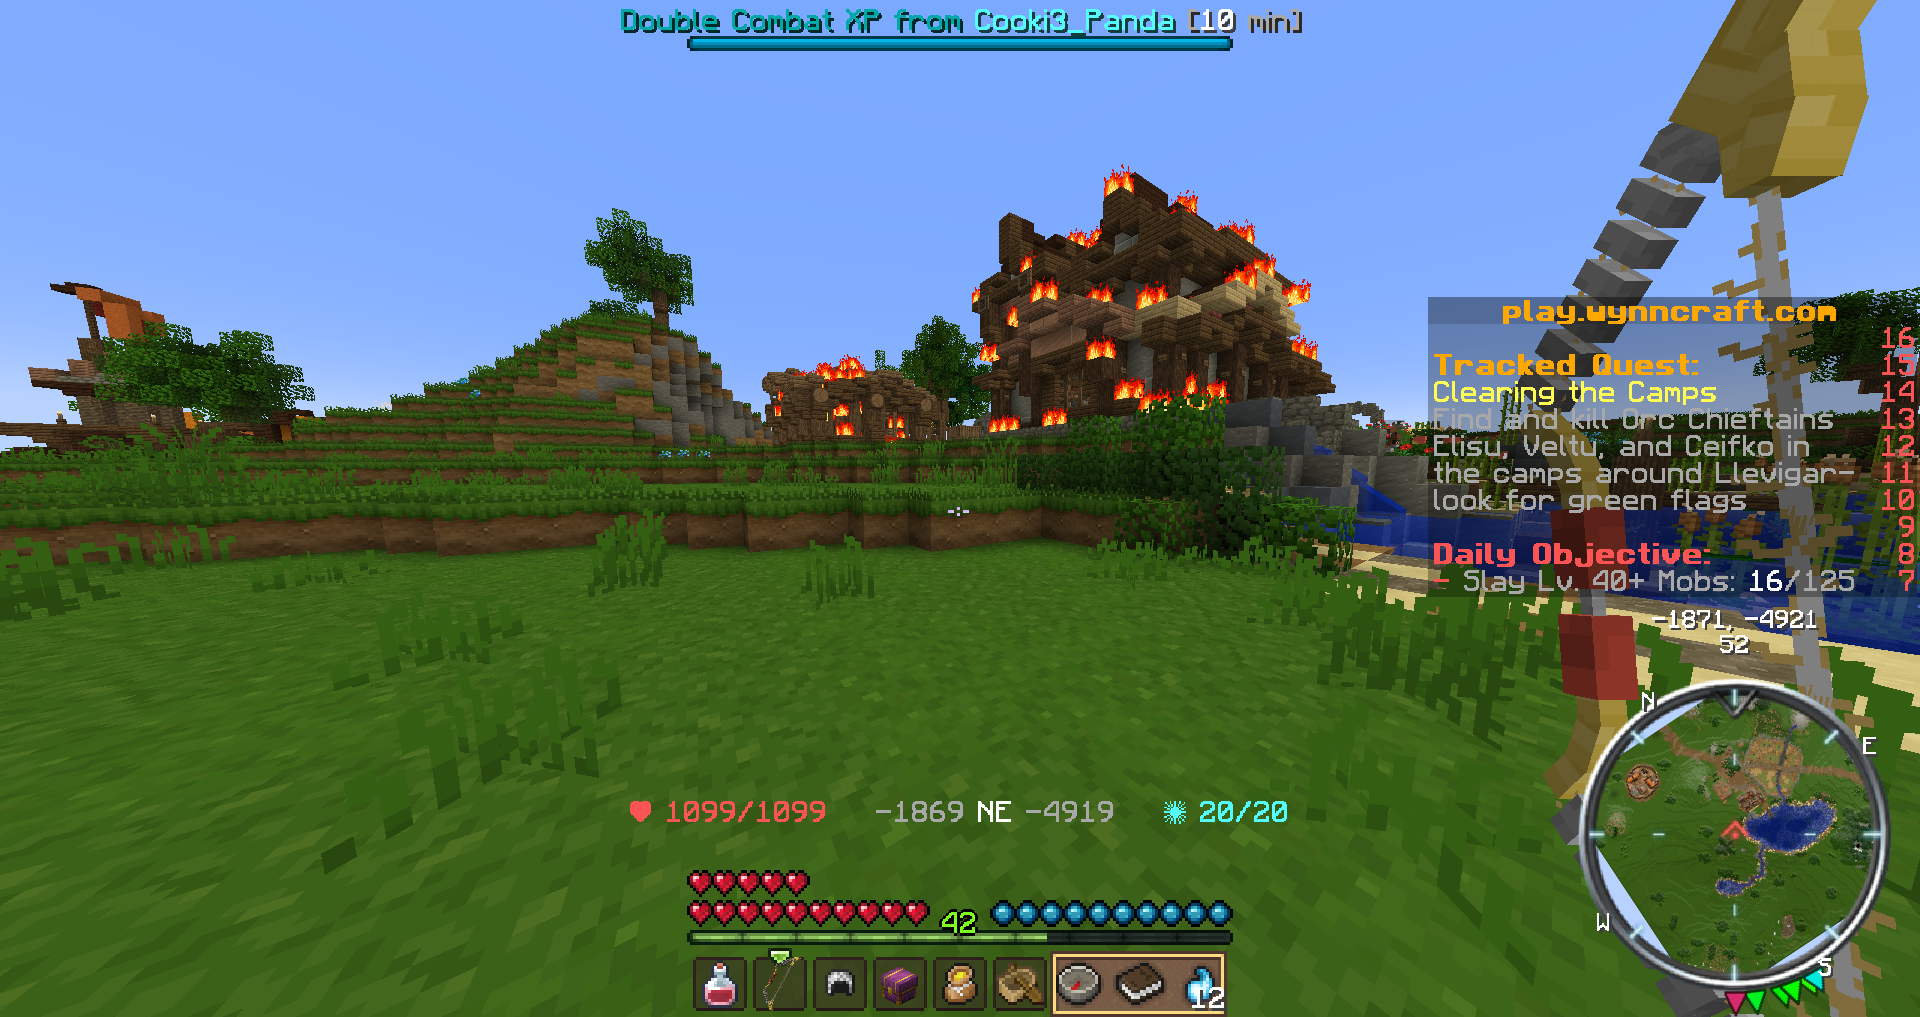 Double Combat XP from Cooki3_Panda [10 min]
play.wynncraft.com
16
Tracked Quest: 15
Cleaning the Camps 14
Find and kill Orc Chieftains 13
Elisu, Veltu, and Ceifko in 12
the camps around Llevigar- 11
look for green flags 10
9
Daily Objective: 8
- Slay Lv. 40+ Mobs: 16/125 7
-1871, -4921
52
N
E
W
S
1099/1099 -1869 NE -4919 20/20
42
12